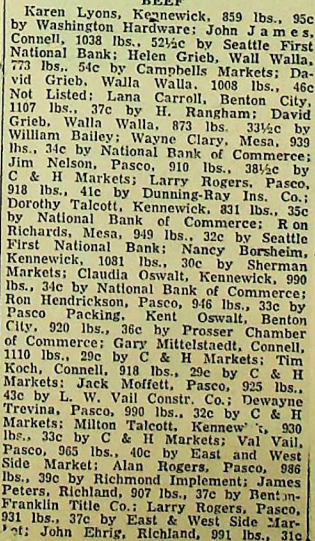 BEEF
Karen Lyons, Kennewick, 859 lbs., 95c
by Washington Hardware; John James,
Connell, 1038 lbs., 52½c by Seattle First
National Bank; Helen Grieb, Wall Walla,
773 lbs., 54c by Campbells Markets; Da-
vid Grieb, Walla Walla, 1008 lbs., 46c
Not Listed; Lana Carroll, Benton City,
1107 lbs., 37c by H. Rangham; David
Grieb, Walla Walla, 873 lbs. 33½c by
William Bailey; Wayne Clary, Mesa, 939
lbs., 34c by National Bank of Commerce;
Jim Nelson, Pasco, 910 lbs., 38½c by
C & H Markets; Larry Rogers, Pasco,
918 lbs., 41c by Dunning-Ray Ins. Co.;
Dorothy Talcott, Kennewick, 831 lbs., 35c
by National Bank of Commerce; Ron
Richards, Mesa, 949 lbs., 32c by Seattle
First National Bank; Nancy Borsheim,
Kennewick, 1081 lbs., 30c by Sherman
Markets; Claudia Oswalt, Kennewick, 990
lbs., 34c by National Bank of Commerce;
Ron Hendrickson, Pasco, 946 lbs., 33c by
Pasco Packing, Kent Oswalt, Benton
City, 920 lbs., 36c by Prosser Chamber
of Commerce; Gary Mittelstaedt, Connell,
1110 lbs., 29c by C & H Markets; Tim
Koch, Connell, 918 lbs., 29c by C & H
Markets; Jack Moffett, Pasco, 925 lbs.,
43c by L. W. Vail Constr. Co.; Dewayne
Trevina, Pasco, 990 lbs., 32c by C & H
Markets; Milton Talcott, 930
lbs., 33c by C & H Markets; Val Vail,
Pasco, 965 lbs., 40c by East and West
Side Market; Alan Rogers, Pasco, 986
lbs., 39c by Richmond Implement; James
Peters, Richland, 907 lbs., 37c by Benton-
Franklin Title Co.; Larry Rogers, Pasco,
931 lbs., 37c by East & West Side Mar-
ket; John Ehrig, Richland, 991 lbs., 31c